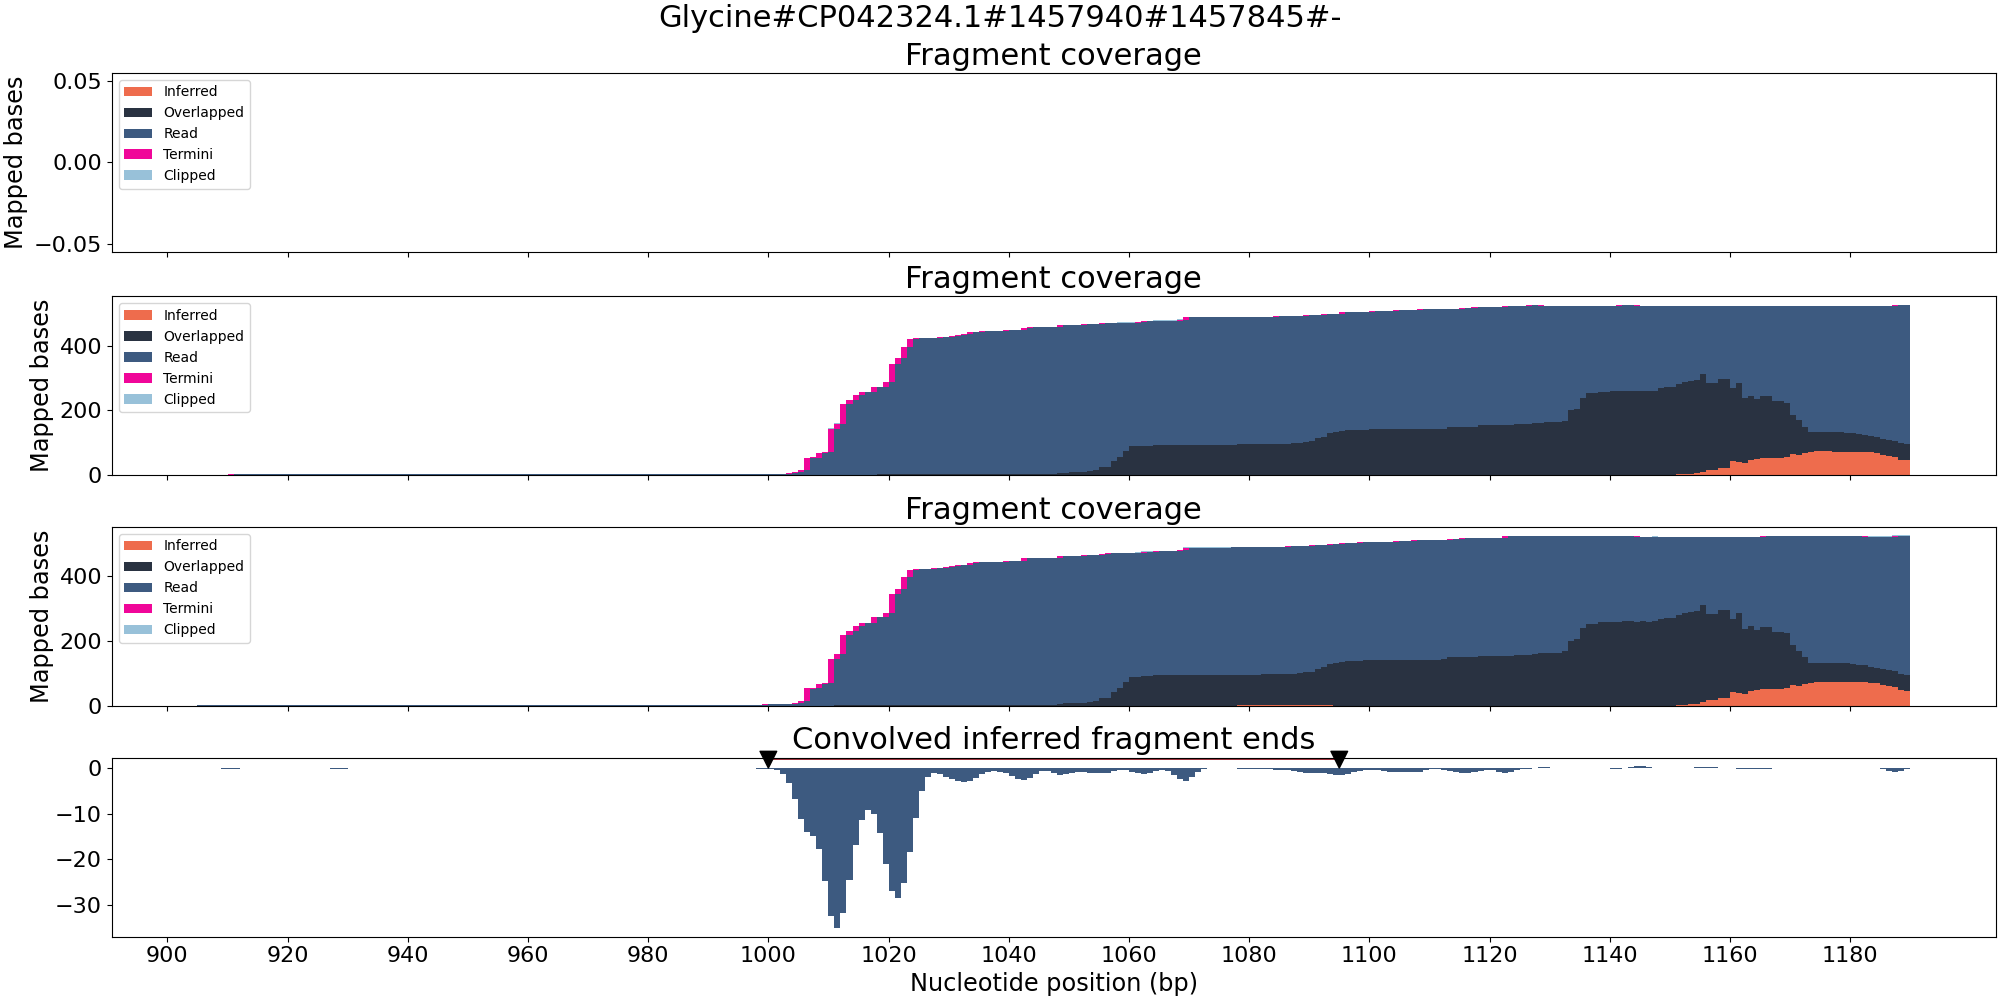 Glycine#CP042324.1#1457940#1457845#-
Fragment coverage
Mapped bases
0.05
0.00
−0.05
Inferred
Overlapped
Read
Termini
Clipped
Fragment coverage
Mapped bases
400
200
0
Inferred
Overlapped
Read
Termini
Clipped
Fragment coverage
Mapped bases
400
200
0
Inferred
Overlapped
Read
Termini
Clipped
Convolved inferred fragment ends
0
−10
−20
−30
900 920 940 960 980 1000 1020 1040 1060 1080 1100 1120 1140 1160 1180
Nucleotide position (bp)